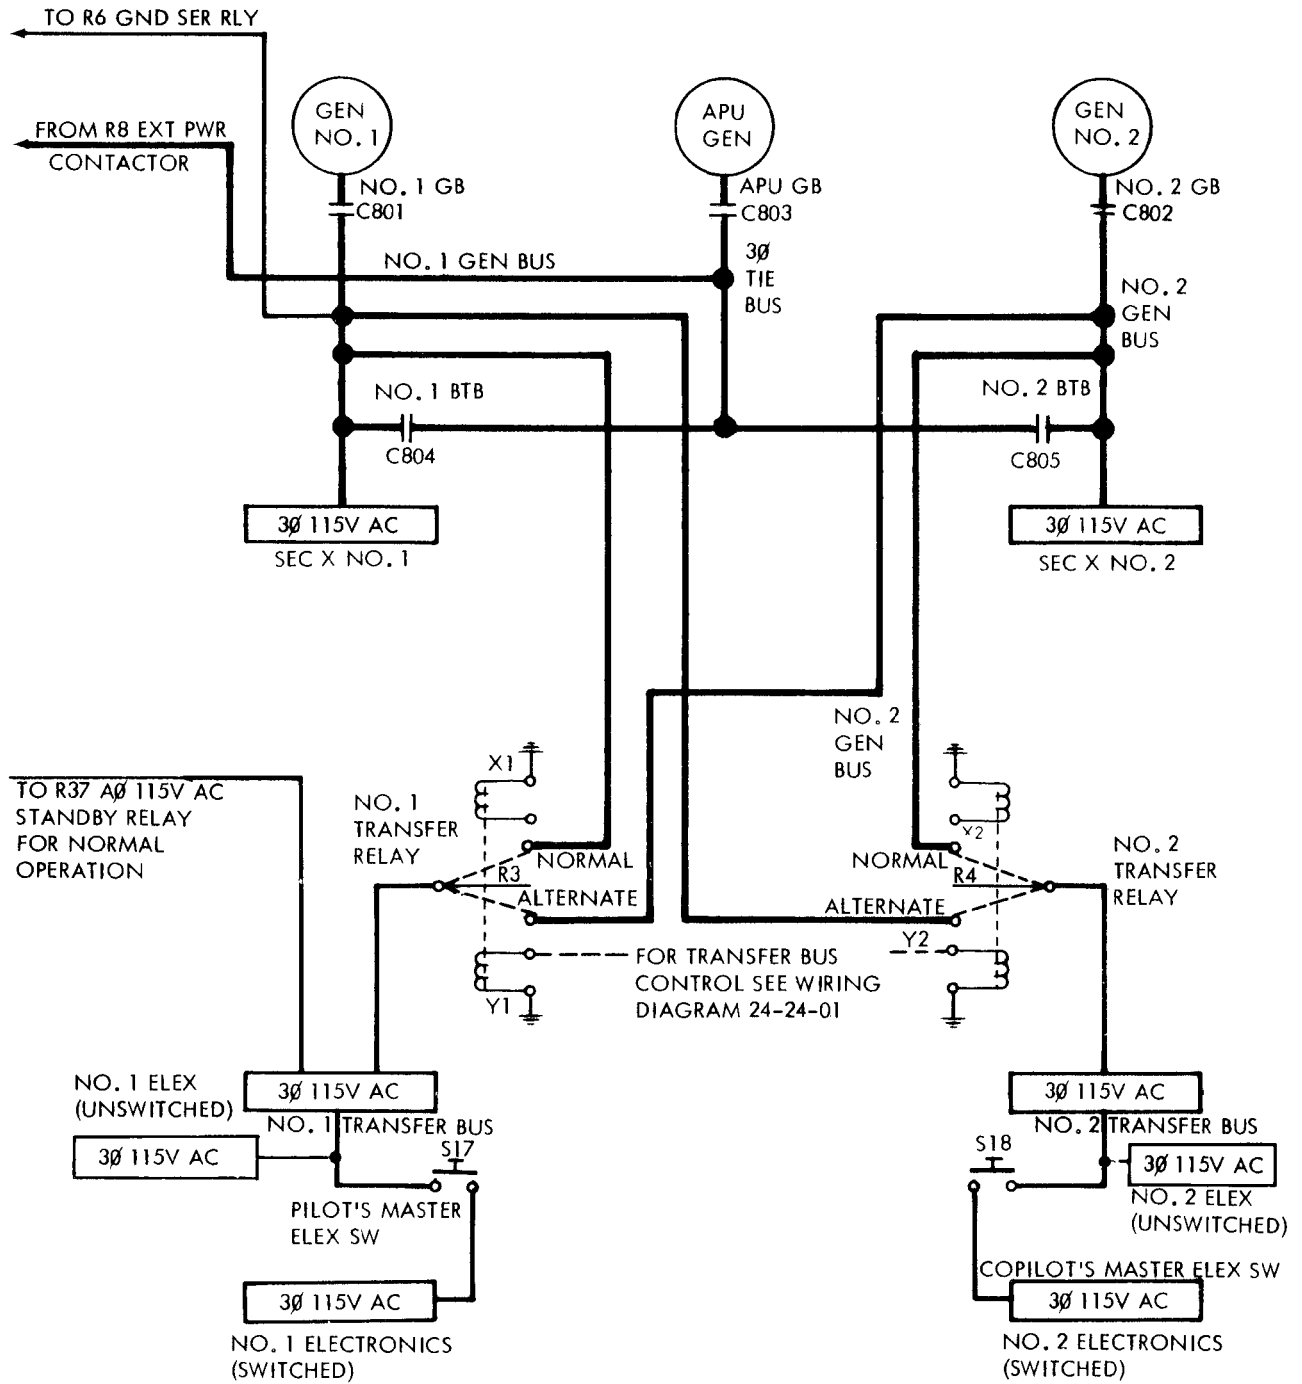 TO R6 GND SER RLY
FROM R8 EXT PWR
CONTACTOR
GEN
NO. 1
APU
GEN
GEN
NO. 2
NO. 1 GB
C801
APU GB
C803
NO. 2 GB
C802
NO. 1 GEN BUS
3Ø
TIE
BUS
NO. 2
GEN
BUS
NO. 1 BTB
C804
NO. 2 BTB
C805
3Ø 115V AC
SEC X NO. 1
3Ø 115V AC
SEC X NO. 2
NO. 2
GEN
BUS
TO R37 AØ 115V AC
STANDBY RELAY
FOR NORMAL
OPERATION
NO. 1
TRANSFER
RELAY
X1
NORMAL
R3
ALTERNATE
Y1
X2
NORMAL
R4
ALTERNATE
Y2
NO. 2
TRANSFER
RELAY
FOR TRANSFER BUS
CONTROL SEE WIRING
DIAGRAM 24-24-01
NO. 1 ELEX
(UNSWITCHED)
3Ø 115V AC
3Ø 115V AC
NO. 1 TRANSFER BUS
S17
PILOT'S MASTER
ELEX SW
3Ø 115V AC
NO. 1 ELECTRONICS
(SWITCHED)
3Ø 115V AC
NO. 2 TRANSFER BUS
S18
3Ø 115V AC
NO. 2 ELEX
(UNSWITCHED)
COPILOT'S MASTER ELEX SW
3Ø 115V AC
NO. 2 ELECTRONICS
(SWITCHED)